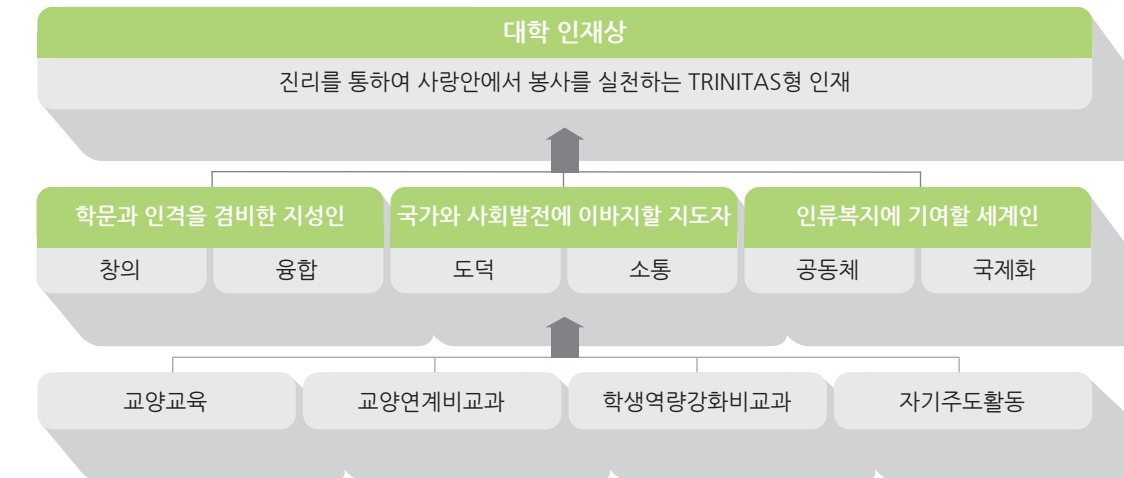 대학 인재상
진리를 통하여 사랑안에서 봉사를 실천하는 TRINITAS형 인재
학문과 인격을 겸비한 지성인
국가와 사회발전에 이바지할 지도자
인류복지에 기여할 세계인
창의
융합
도덕
소통
공동체
국제화
교양교육
교양연계비교과
학생역량강화비교과
자기주도활동